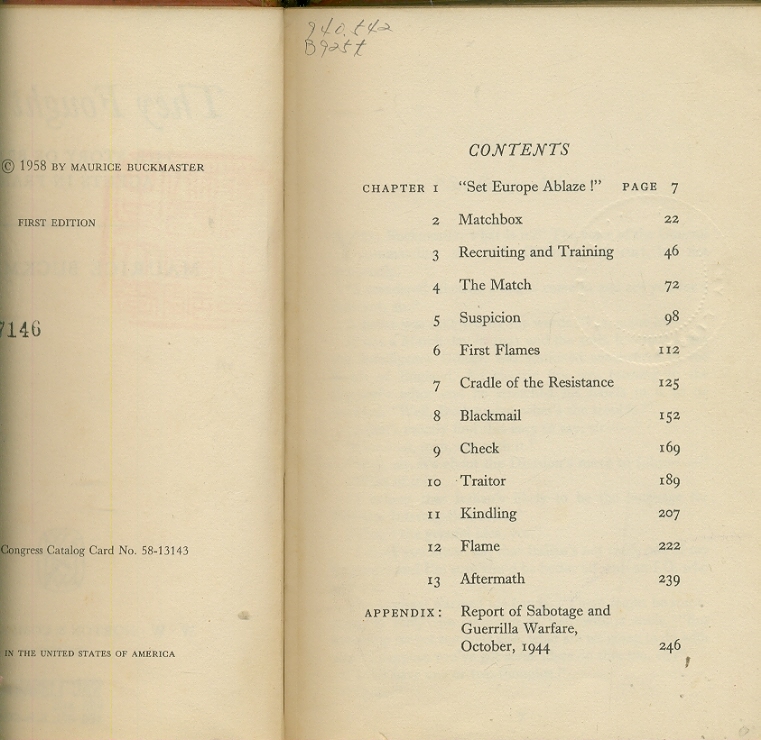 © 1958 BY MAURICE BUCKMASTER
FIRST EDITION
7146
Congress Catalog Card No. 58-13143
IN THE UNITED STATES OF AMERICA
940.542
B925t
CONTENTS
CHAPTER 1 "Set Europe Ablaze!" PAGE 7
2 Matchbox 22
3 Recruiting and Training 46
4 The Match 72
5 Suspicion 98
6 First Flames 112
7 Cradle of the Resistance 125
8 Blackmail 152
9 Check 169
10 Traitor 189
11 Kindling 207
12 Flame 222
13 Aftermath 239
APPENDIX: Report of Sabotage and
Guerrilla Warfare,
October, 1944 246